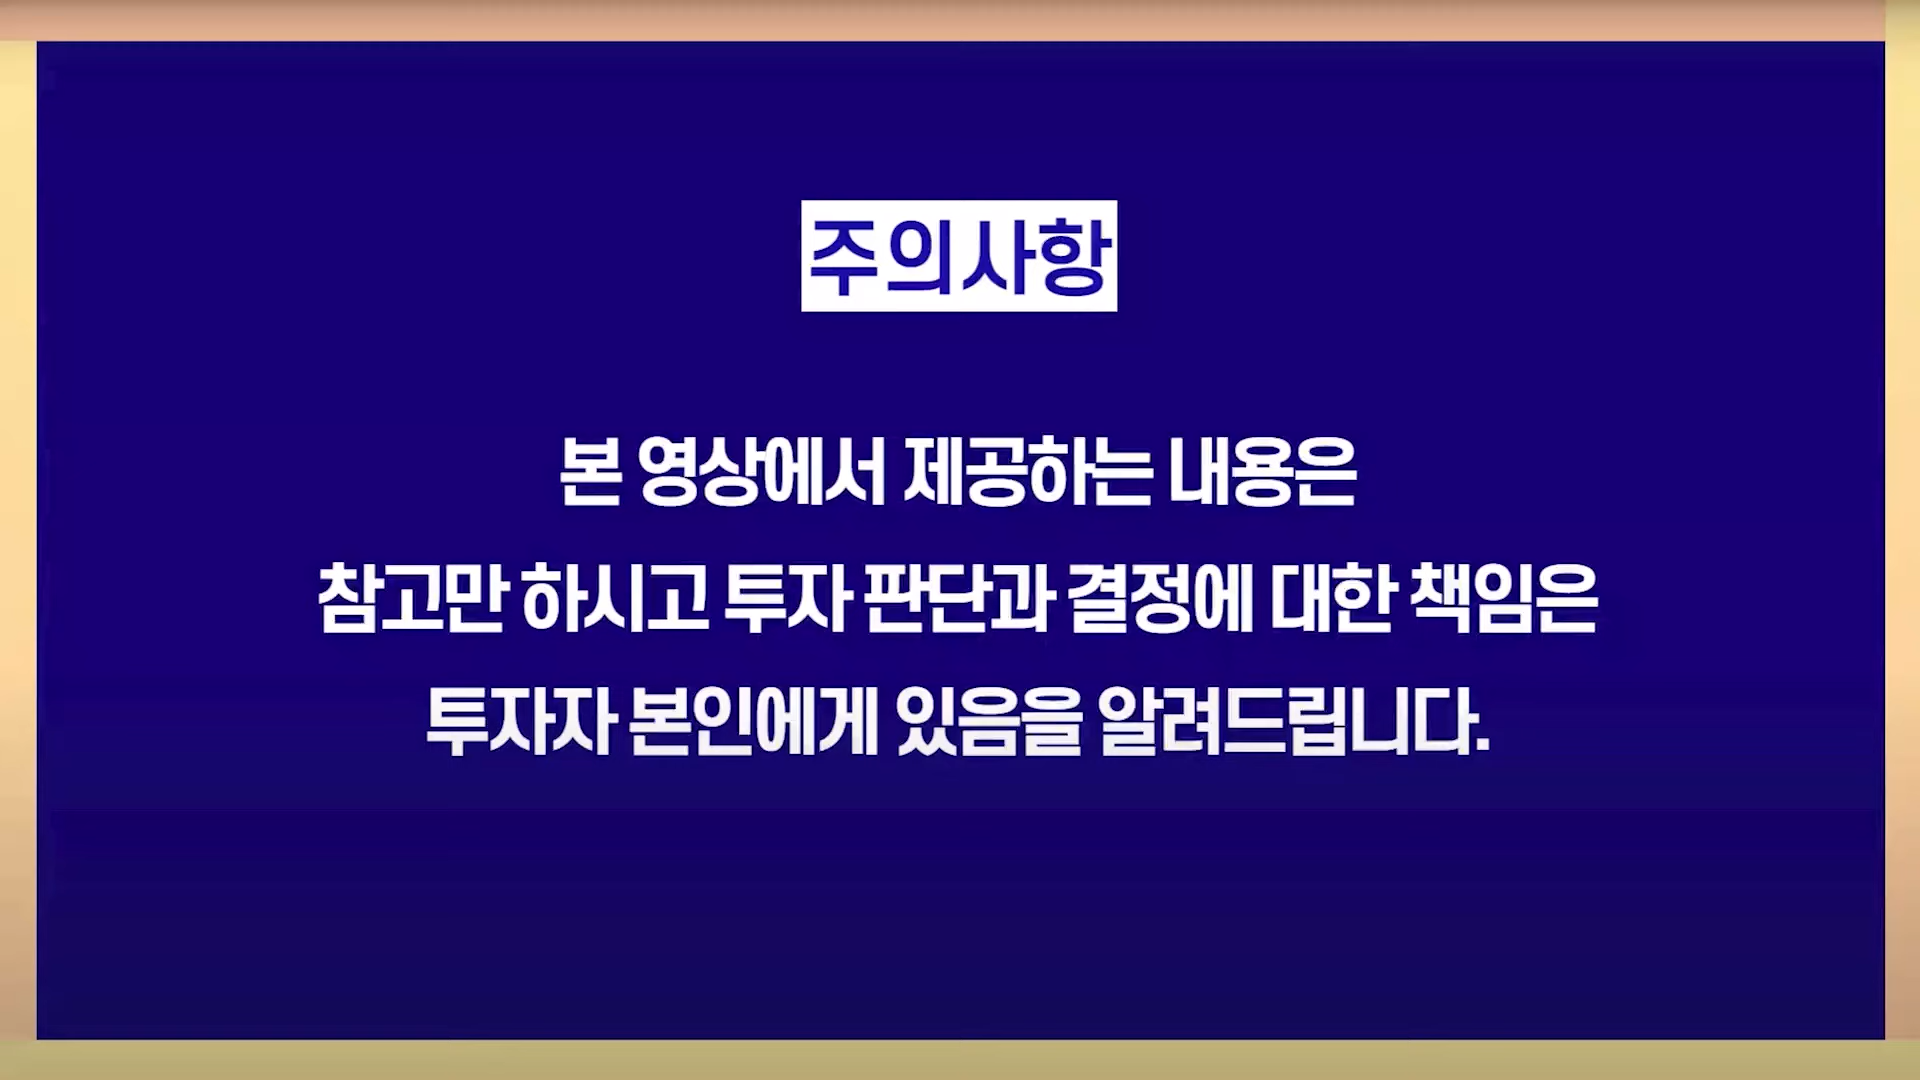 주의사항
본 영상에서 제공하는 내용은
참고만 하시고 투자 판단과 결정에 대한 책임은
투자자 본인에게 있음을 알려드립니다.